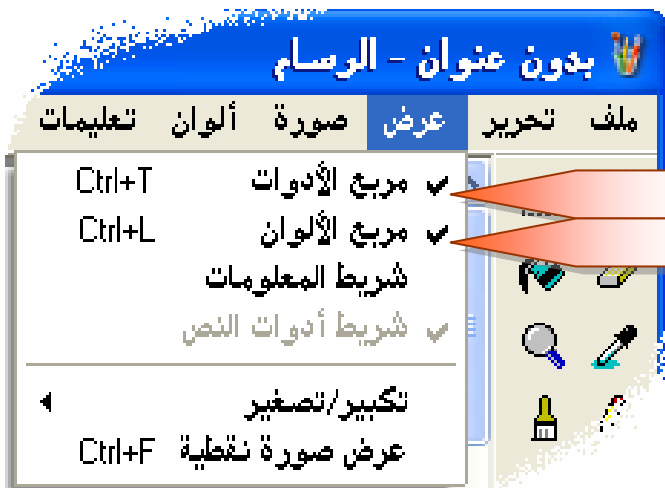 بدون عنوان - الرسام
ملف تحرير عرض صورة ألوان تعليمات
مربع الأدوات Ctrl+T
مربع الألوان Ctrl+L
شريط المعلومات
شريط أدوات النص
تكبير/تصغير
عرض صورة نقطية Ctrl+F